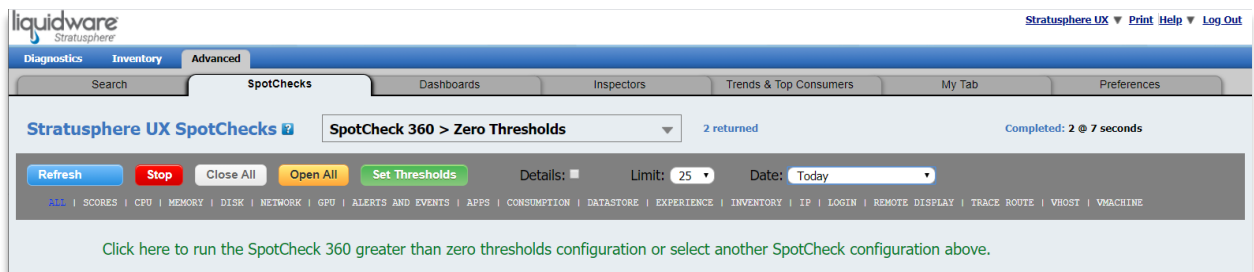 liquidware
Stratusphere
Stratusphere UX ▼ Print Help ▼ Log Out
Diagnostics Inventory Advanced
Search SpotChecks Dashboards Inspectors Trends & Top Consumers My Tab Preferences
Stratusphere UX SpotChecks ? SpotCheck 360 > Zero Thresholds 2 returned Completed: 2 @ 7 seconds
Refresh Stop Close All Open All Set Thresholds Details: Limit: 25 Date: Today
ALL | SCORES | CPU | MEMORY | DISK | NETWORK | GPU | ALERTS AND EVENTS | APPS | CONSUMPTION | DATASTORE | EXPERIENCE | INVENTORY | IP | LOGIN | REMOTE DISPLAY | TRACE ROUTE | VHOST | VMACHINE
Click here to run the SpotCheck 360 greater than zero thresholds configuration or select another SpotCheck configuration above.